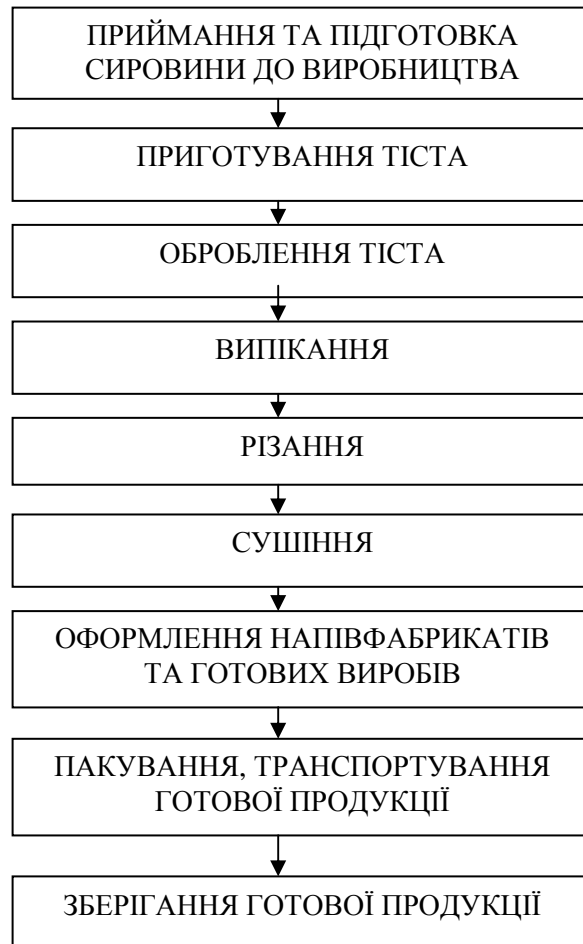 ПРИЙМАННЯ ТА ПІДГОТОВКА
СИРОВИНИ ДО ВИРОБНИЦТВА
ПРИГОТУВАННЯ ТІСТА
ОБРОБЛЕННЯ ТІСТА
ВИПІКАННЯ
РІЗАННЯ
СУШІННЯ
ОФОРМЛЕННЯ НАПІВФАБРИКАТІВ
ТА ГОТОВИХ ВИРОБІВ
ПАКУВАННЯ, ТРАНСПОРТУВАННЯ
ГОТОВОЇ ПРОДУКЦІЇ
ЗБЕРІГАННЯ ГОТОВОЇ ПРОДУКЦІЇ